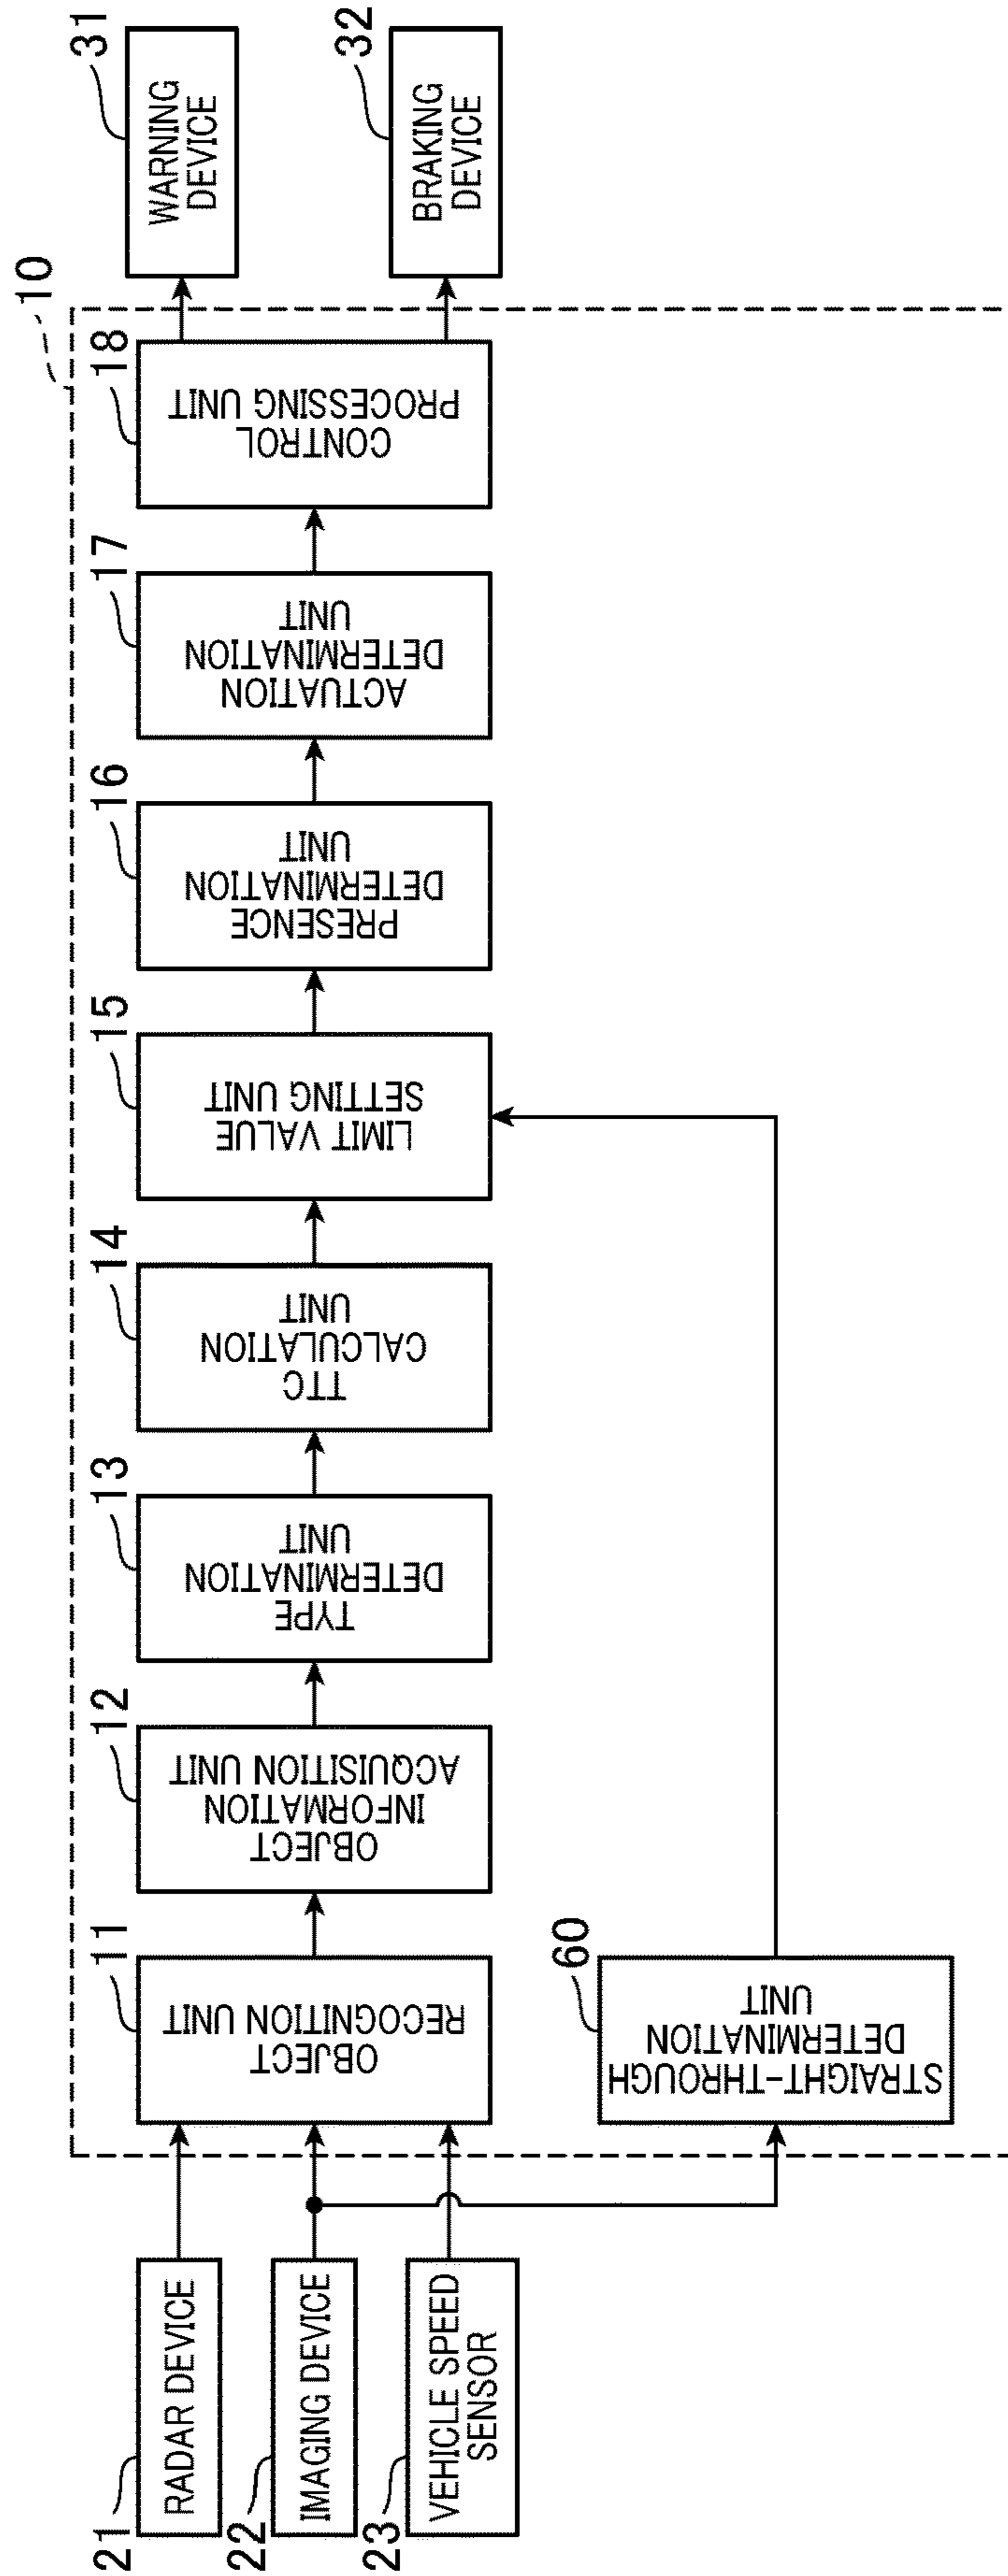 10
21
RADAR DEVICE
22
IMAGING DEVICE
23
VEHICLE SPEED
SENSOR
11
OBJECT
RECOGNITION UNIT
12
OBJECT
INFORMATION
ACQUISITION UNIT
13
TYPE
DETERMINATION
UNIT
14
TTC
CALCULATION
UNIT
15
LIMIT VALUE
SETTING UNIT
16
PRESENCE
DETERMINATION
UNIT
17
ACTUATION
DETERMINATION
UNIT
18
CONTROL
PROCESSING UNIT
31
WARNING
DEVICE
32
BRAKING
DEVICE
60
STRAIGHT-THROUGH
DETERMINATION
UNIT